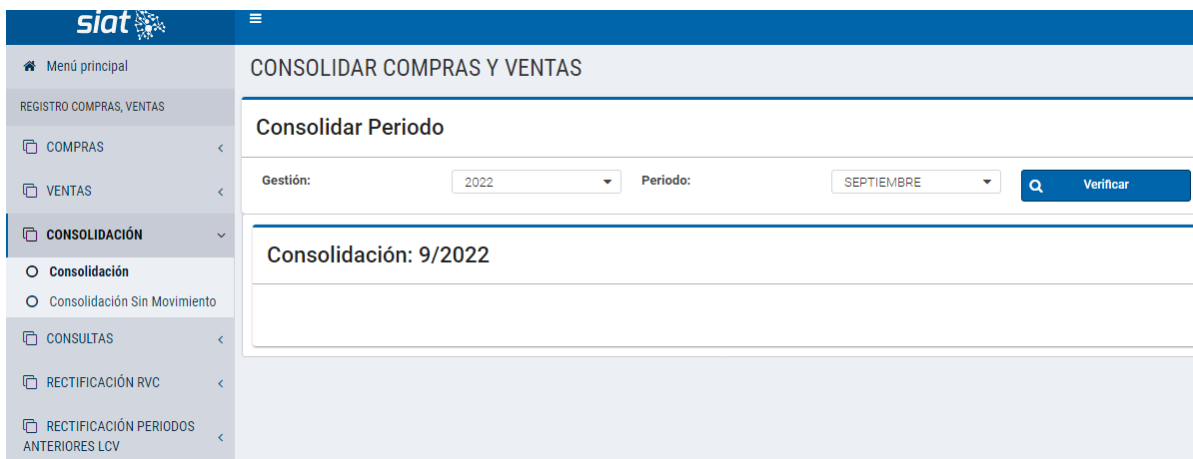 siat
Menú principal
CONSOLIDAR COMPRAS Y VENTAS
REGISTRO COMPRAS, VENTAS
COMPRAS
VENTAS
CONSOLIDACIÓN
Consolidación
Consolidación Sin Movimiento
CONSULTAS
RECTIFICACIÓN RVC
RECTIFICACIÓN PERIODOS
ANTERIORES LCV
Consolidar Periodo
Gestión: 2022 Periodo: SEPTIEMBRE Verificar
Consolidación: 9/2022